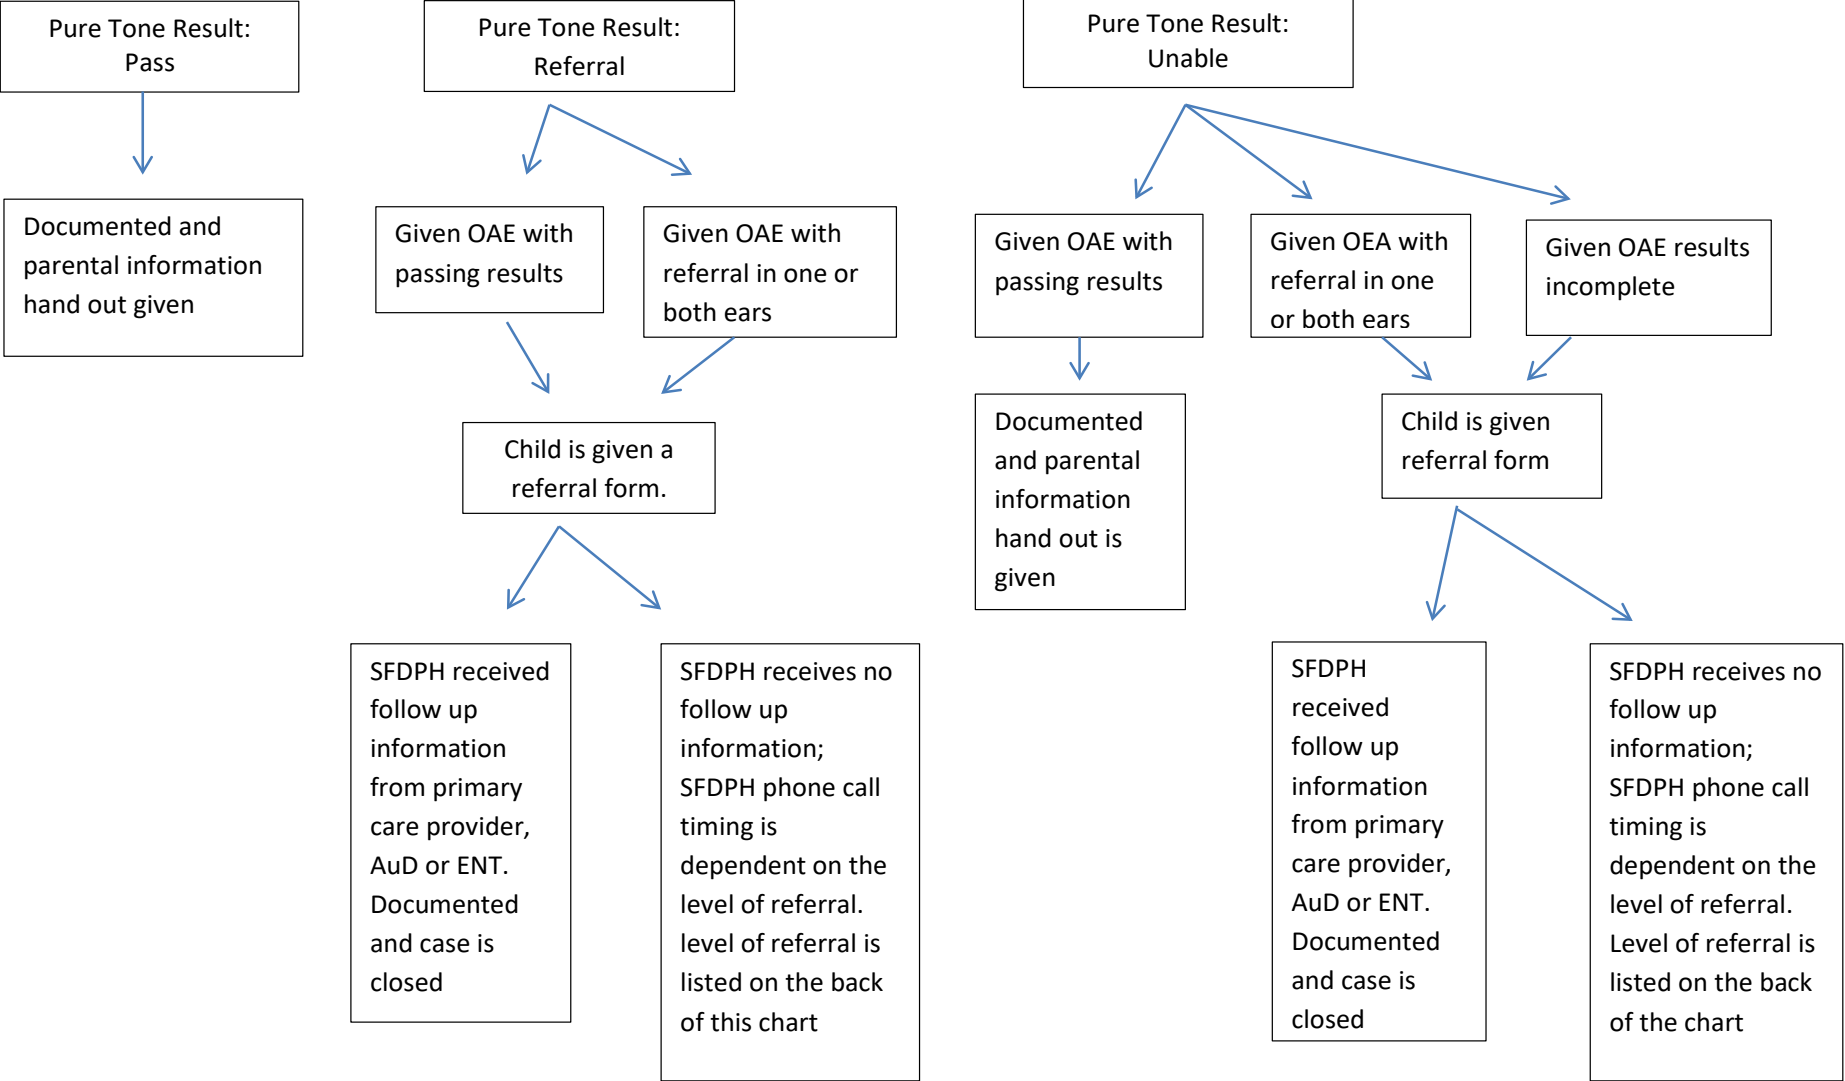 Pure Tone Result:
Pass
Documented and
parental information
hand out given
Pure Tone Result:
Referral
Given OAE with
passing results
Given OAE with
referral in one or
both ears
Child is given a
referral form.
SFDPH received
follow up
information
from primary
care provider,
AuD or ENT.
Documented
and case is
closed
SFDPH receives no
follow up
information;
SFDPH phone call
timing is
dependent on the
level of referral.
level of referral is
listed on the back
of this chart
Pure Tone Result:
Unable
Given OAE with
passing results
Given OEA with
referral in one
or both ears
Given OAE results
incomplete
Documented
and parental
information
hand out is
given
Child is given
referral form
SFDPH
received
follow up
information
from primary
care provider,
AuD or ENT.
Documented
and case is
closed
SFDPH receives no
follow up
information;
SFDPH phone call
timing is
dependent on the
level of referral.
Level of referral is
listed on the back
of the chart